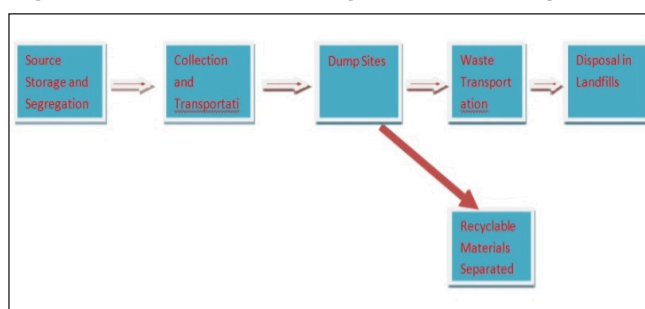 Source
Storage and
Segregation
Collection
and
Transportati
Dump Sites
Waste
Transport
ation
Disposal in
Landfills
Recyclable
Materials
Separated